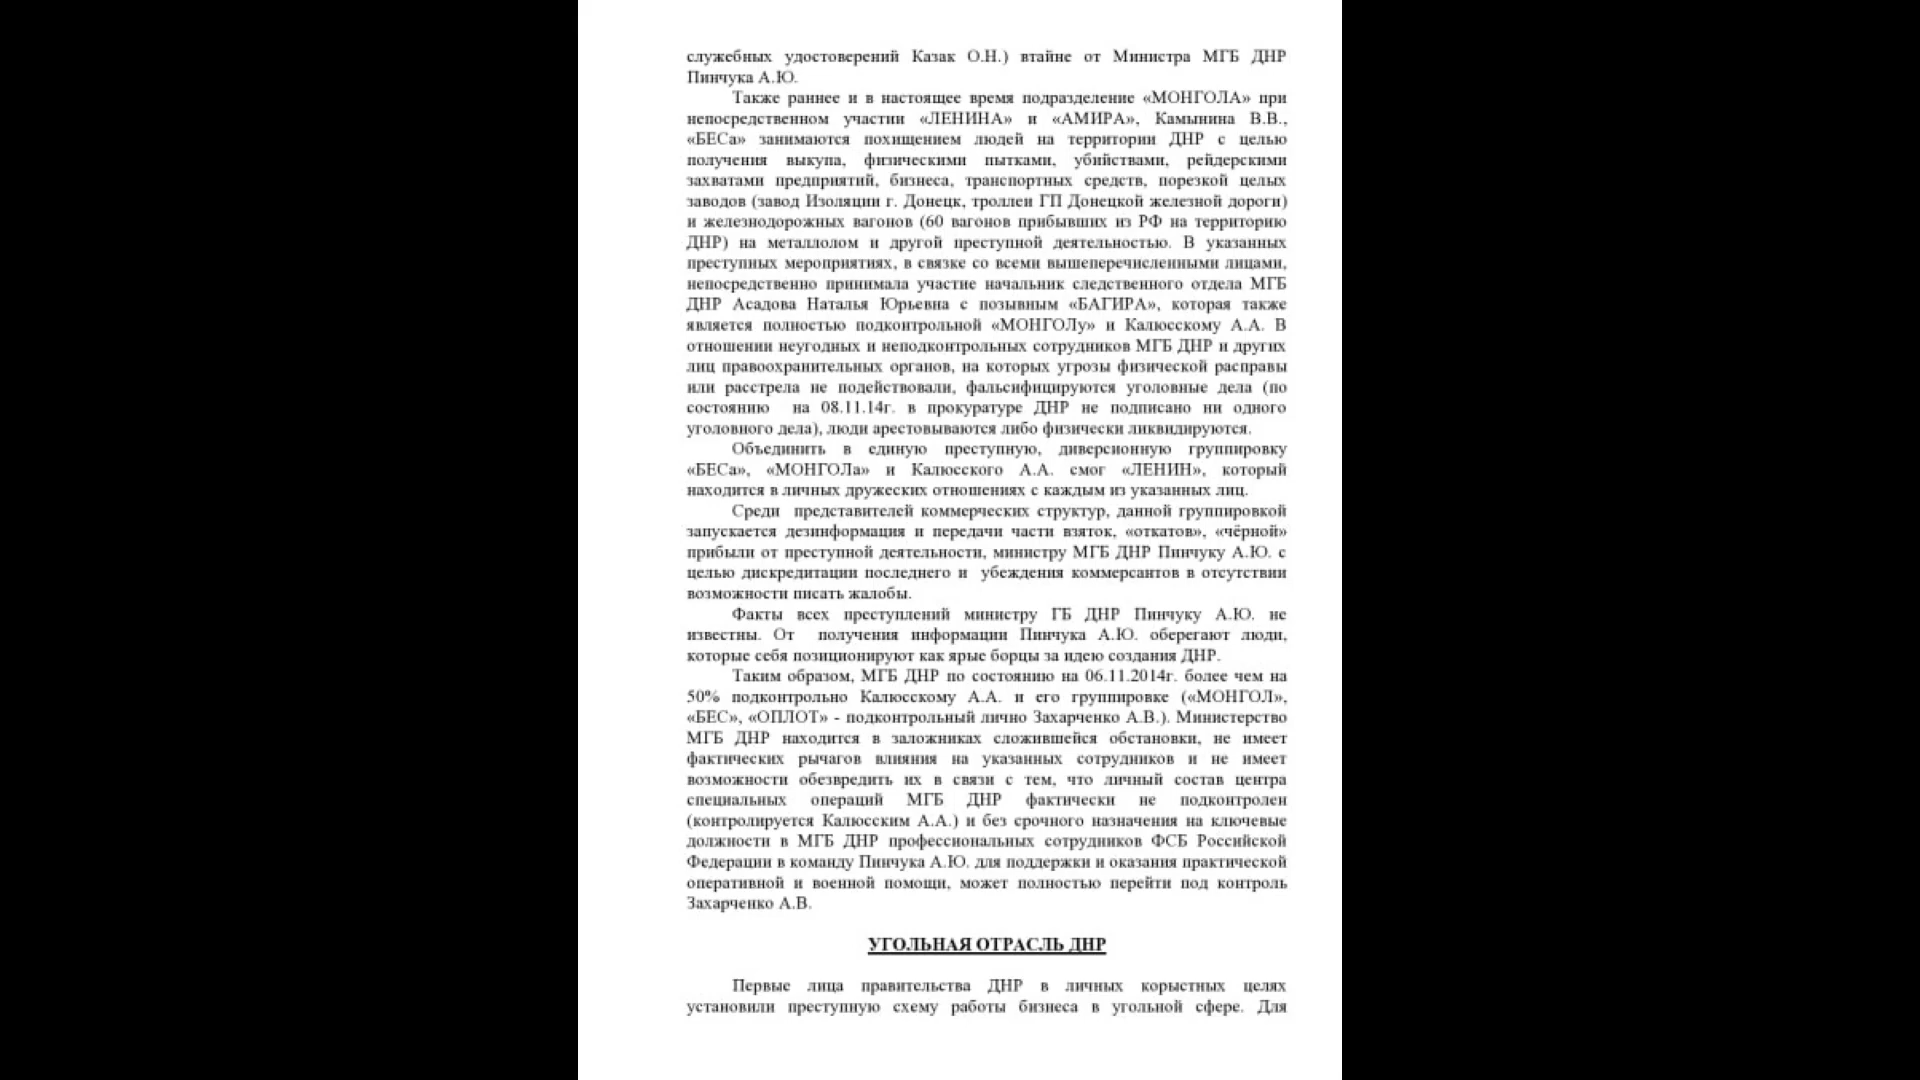 служебных удостоверений Казак О.Н.) втайне от Министра МГБ ДНР
Пинчука А.Ю.
Также раннее и в настоящее время подразделение «МОНГОЛА» при
непосредственном участии «ЛЕНИНА» и «АМИРА», Камынина В.В.,
«БЕСа» занимаются похищением людей на территории ДНР с целью
получения выкупа, физическими пытками, убийствами, рейдерскими
захватами предприятий, бизнеса, транспортных средств, порезкой целых
заводов (завод Изоляции г. Донецк, троллеи ГП Донецкой железной дороги)
и железнодорожных вагонов (60 вагонов прибывших из РФ на территорию
ДНР) на металлолом и другой преступной деятельностью. В указанных
преступных мероприятиях, в связке со всеми вышеперечисленными лицами,
непосредственно принимала участие начальник следственного отдела МГБ
ДНР Асадова Наталья Юрьевна с позывным «БАГИРА», которая также
является полностью подконтрольной «МОНГОЛу» и Калюсскому А.А. В
отношении неугодных и неподконтрольных сотрудников МГБ ДНР и других
лиц правоохранительных органов, на которых угрозы физической расправы
или расстрела не подействовали, фальсифицируются уголовные дела (по
состоянию на 08.11.14г. в прокуратуре ДНР не подписано ни одного
уголовного дела), люди арестовываются либо физически ликвидируются.
Объединить в единую преступную, диверсионную группировку
«БЕСа», «МОНГОЛа» и Калюсского А.А. смог «ЛЕНИН», который
находится в личных дружеских отношениях с каждым из указанных лиц.
Среди представителей коммерческих структур, данной группировкой
запускается дезинформация и передачи части взяток, «откатов», «чёрной»
прибыли от преступной деятельности, министру МГБ ДНР Пинчуку А.Ю. с
целью дискредитации последнего и убеждения коммерсантов в отсутствии
возможности писать жалобы.
Факты всех преступлений министру ГБ ДНР Пинчуку А.Ю. не
известны. От получения информации Пинчука А.Ю. оберегают люди,
которые себя позиционируют как ярые борцы за идею создания ДНР.
Таким образом, МГБ ДНР по состоянию на 06.11.2014г. более чем на
50% подконтрольно Калюсскому А.А. и его группировке («МОНГОЛ»,
«БЕС», «ОПЛОТ» - подконтрольный лично Захарченко А.В.). Министерство
МГБ ДНР находится в заложниках сложившейся обстановки, не имеет
фактических рычагов влияния на указанных сотрудников и не имеет
возможности обезвредить их в связи с тем, что личный состав центра
специальных операций МГБ ДНР фактически не подконтролен
(контролируется Калюсским А.А.) и без срочного назначения на ключевые
должности в МГБ ДНР профессиональных сотрудников ФСБ Российской
Федерации в команду Пинчука А.Ю. для поддержки и оказания практической
оперативной и военной помощи, может полностью перейти под контроль
Захарченко А.В.
УГОЛЬНАЯ ОТРАСЛЬ ДНР
Первые лица правительства ДНР в личных корыстных целях
установили преступную схему работы бизнеса в угольной сфере. Для